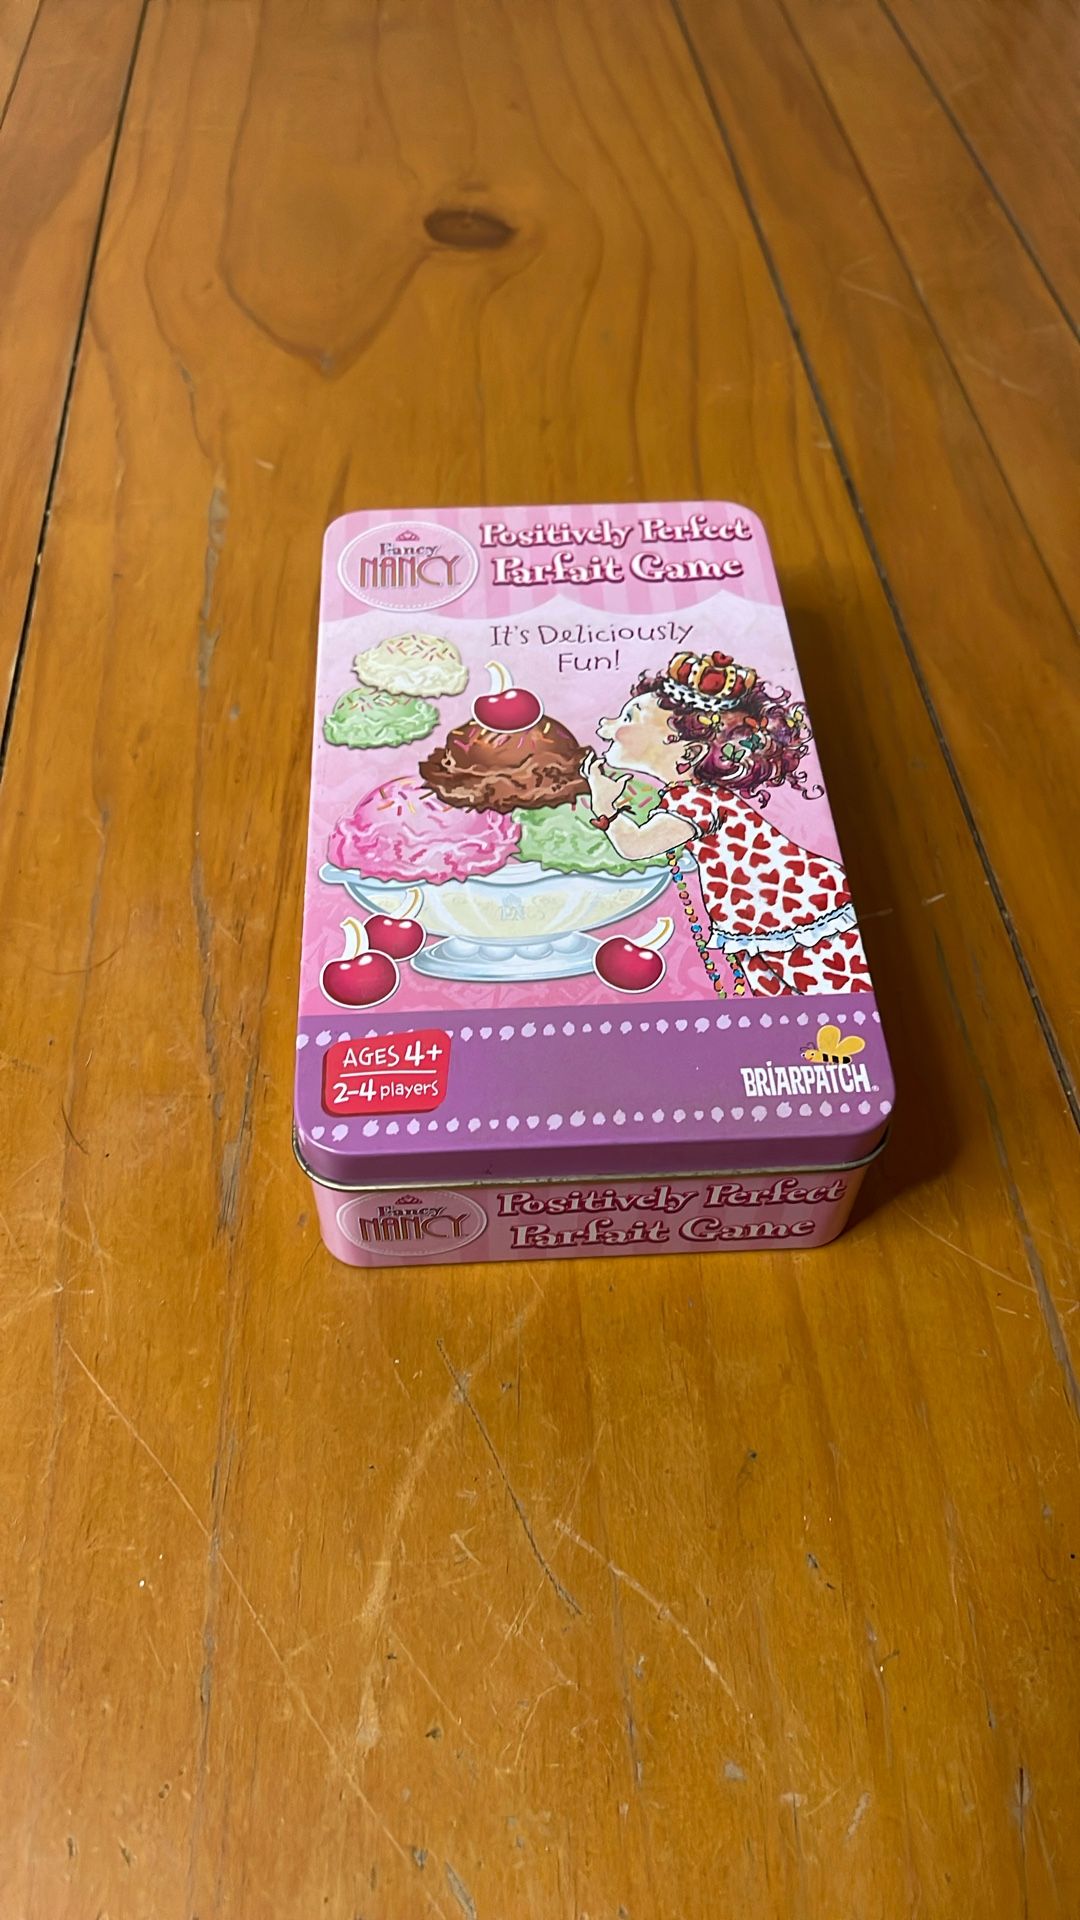 Fancy
NANCY
Positively Perfect
Parfait Game
It's Deliciously
Fun!
AGES 4+
2-4 players
BRIARPATCH®
Fancy
NANCY
Positively Perfect
Parfait Game